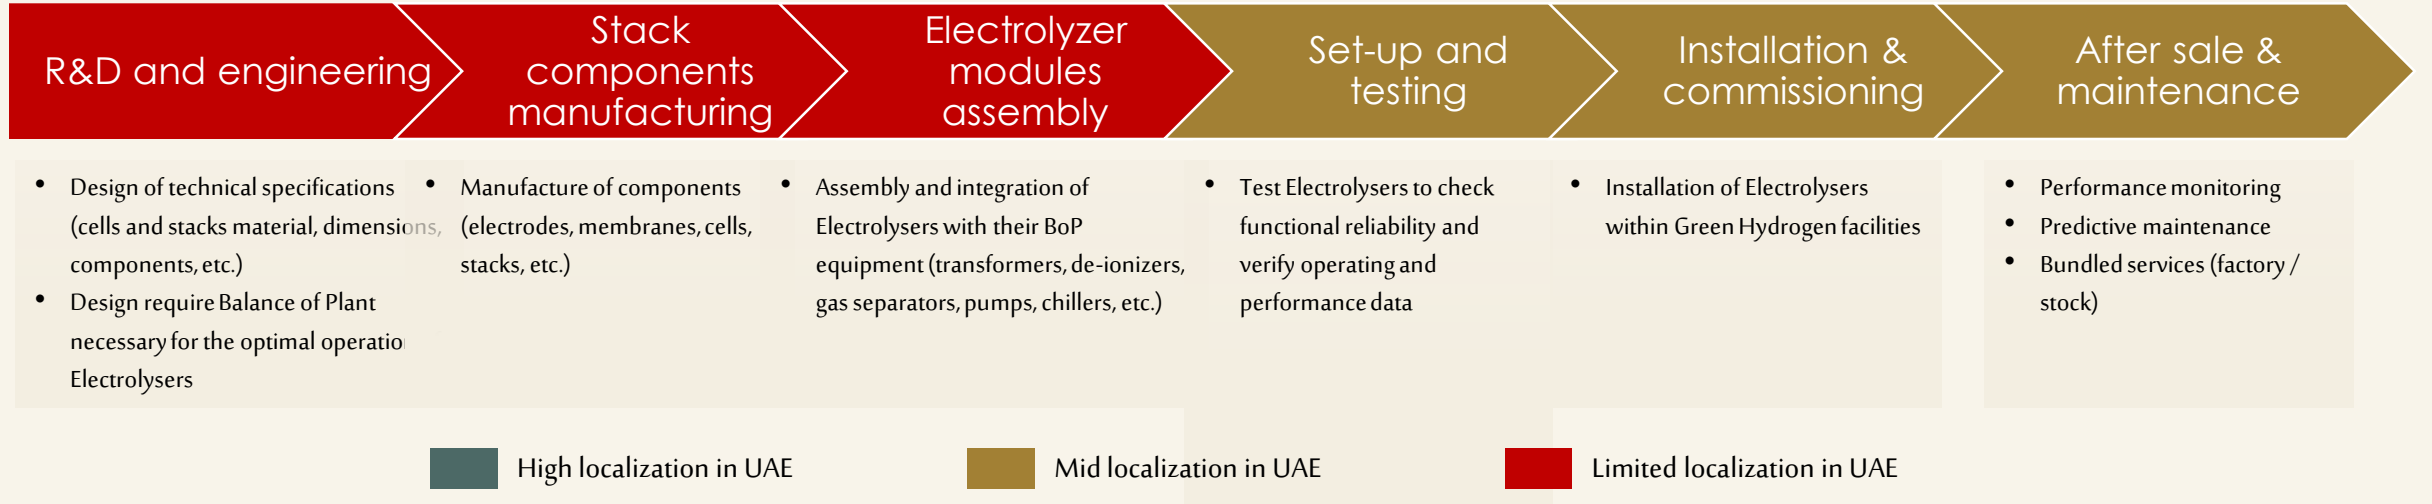 R&D and engineering
Stack
components
manufacturing
Electrolyzer
modules
assembly
Set-up and
testing
Installation &
commissioning
After sale &
maintenance
• Design of technical specifications
(cells and stacks material, dimensions,
components, etc.)
• Design require Balance of Plant
necessary for the optimal operatio
Electrolysers
• Manufacture of components
(electrodes, membranes, cells,
stacks, etc.)
• Assembly and integration of
Electrolysers with their BoP
equipment (transformers, de-ionizers,
gas separators, pumps, chillers, etc.)
• Test Electrolysers to check
functional reliability and
verify operating and
performance data
• Installation of Electrolysers
within Green Hydrogen facilities
• Performance monitoring
• Predictive maintenance
• Bundled services (factory /
stock)
High localization in UAE
Mid localization in UAE
Limited localization in UAE